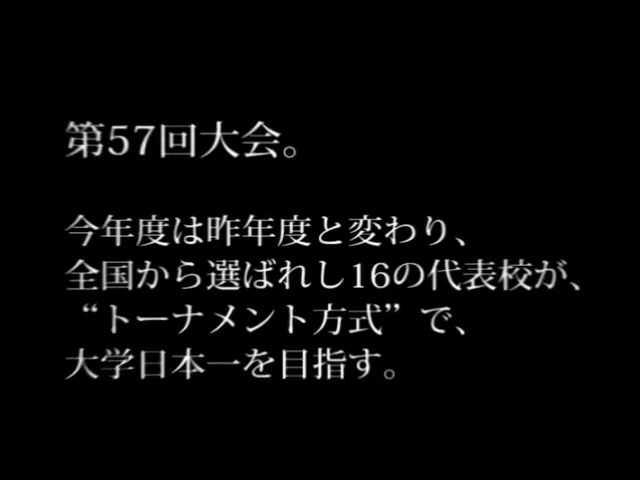 第57回大会。
今年度は昨年度と変わり、
全国から選ばれし16の代表校が、
“トーナメント方式”で、
大学日本一を目指す。